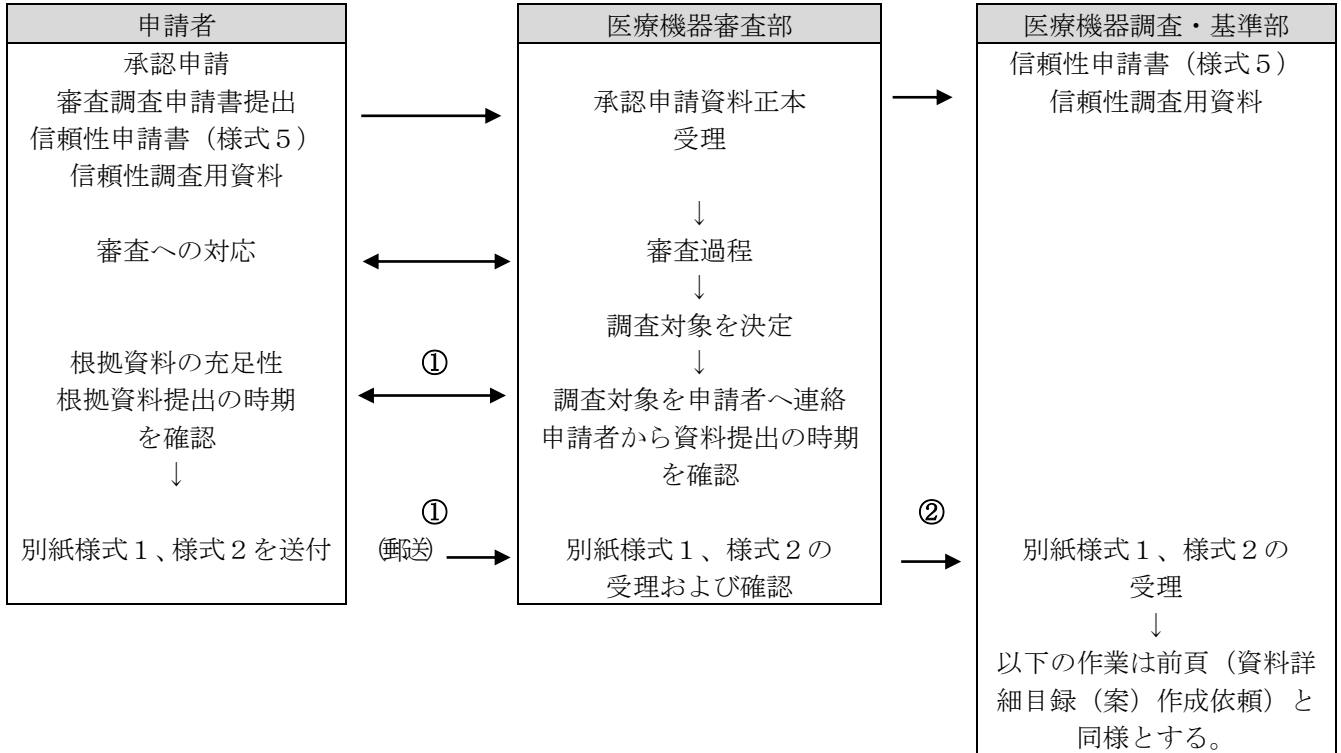 申請者
承認申請
審査調査申請書提出
信頼性申請書（様式５）
信頼性調査用資料
審査への対応
根拠資料の充足性
根拠資料提出の時期
を確認
↓
別紙様式１、様式２を送付
①
①
(郵送)
医療機器審査部
承認申請資料正本
受理
↓
審査過程
↓
調査対象を決定
↓
調査対象を申請者へ連絡
申請者から資料提出の時期
を確認
別紙様式１、様式２の
受理および確認
②
医療機器調査・基準部
信頼性申請書（様式５）
信頼性調査用資料
別紙様式１、様式２の
受理
↓
以下の作業は前頁（資料詳
細目録（案）作成依頼）と
同様とする。